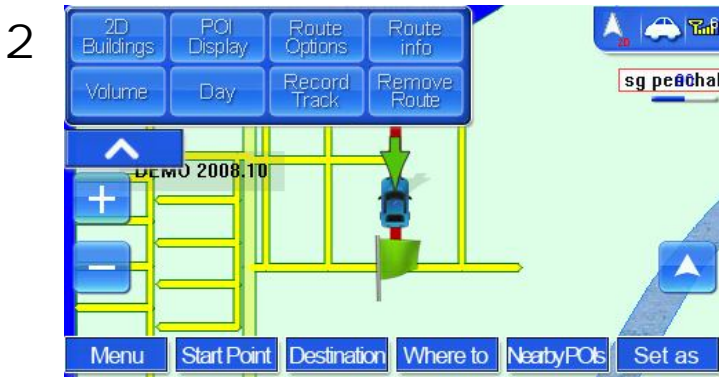 2
2D Buildings
POI Display
Route Options
Route info
Volume
Day
Record Track
Remove Route
2D
DEMO 2008.10
Menu
Start Point
Destination
Where to
NearbyPOIs
Set as